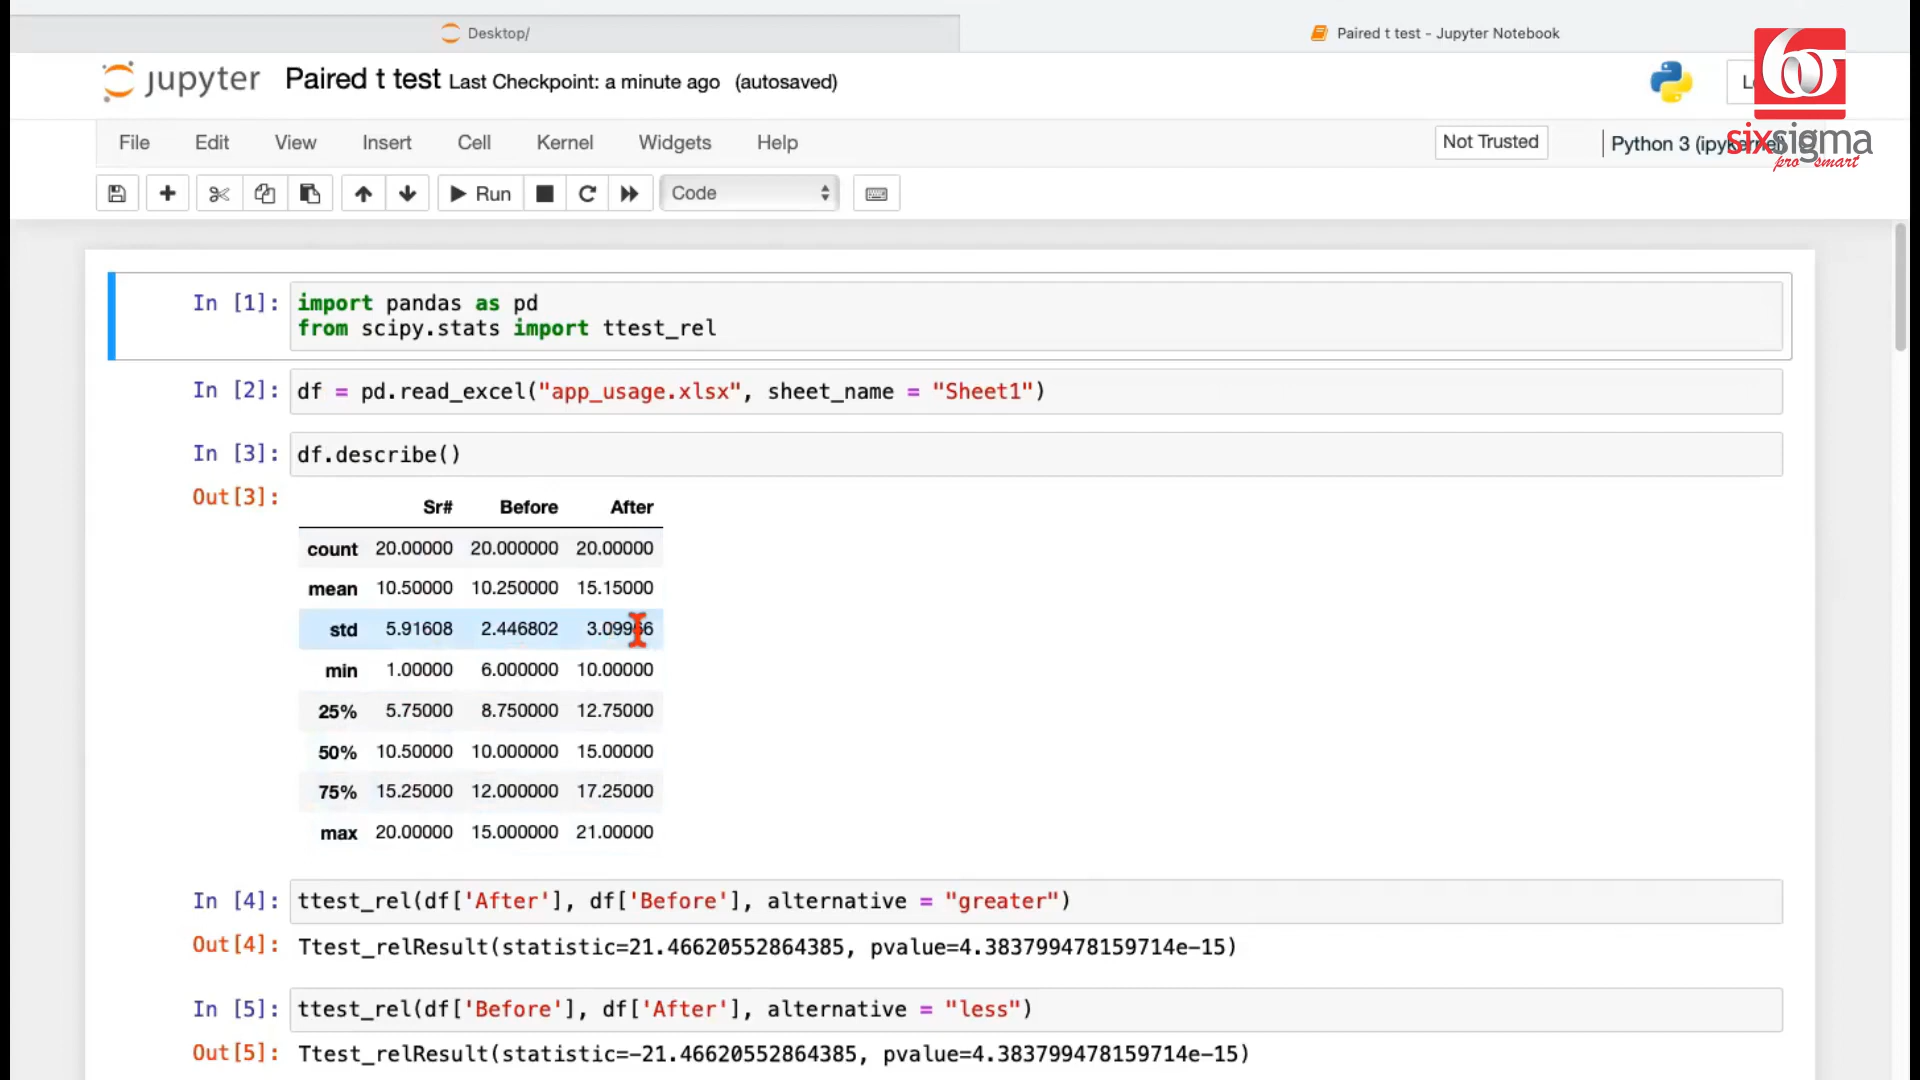 Desktop/
Paired t test - Jupyter Notebook
jupyter Paired t test Last Checkpoint: a minute ago (autosaved)
File Edit View Insert Cell Kernel Widgets Help
Not Trusted
Python 3
sixsigma
pro smart
Run
Code
In [1]: import pandas as pd
from scipy.stats import ttest_rel
In [2]: df = pd.read_excel("app_usage.xlsx", sheet_name = "Sheet1")
In [3]: df.describe()
Out[3]:
Sr# Before After
count 20.00000 20.000000 20.00000
mean 10.50000 10.250000 15.15000
std 5.91608 2.446802
min 1.00000 6.000000 10.00000
25% 5.75000 8.750000 12.75000
50% 10.50000 10.000000 15.00000
75% 15.25000 12.000000 17.25000
max 20.00000 15.000000 21.00000
In [4]: ttest_rel(df['After'], df['Before'], alternative = "greater")
Out[4]: Ttest_relResult(statistic=21.46620552864385, pvalue=4.383799478159714e-15)
In [5]: ttest_rel(df['Before'], df['After'], alternative = "less")
Out[5]: Ttest_relResult(statistic=-21.46620552864385, pvalue=4.383799478159714e-15)